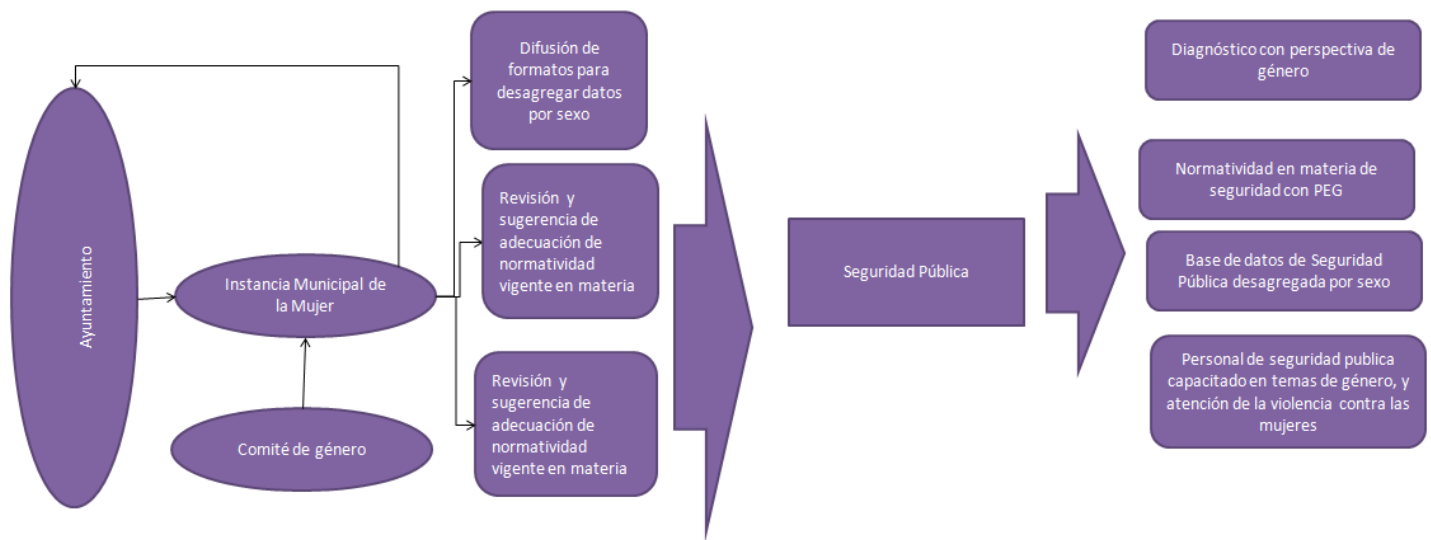 Ayuntamiento
Instancia Municipal de
la Mujer
Comité de género
Difusión de
formatos para
desagregar datos
por sexo
Revisión y
sugerencia de
adecuación de
normatividad
vigente en materia
Revisión y
sugerencia de
adecuación de
normatividad
vigente en materia
Seguridad Pública
Diagnóstico con perspectiva de
género
Normatividad en materia de
seguridad con PEG
Base de datos de Seguridad
Pública desagregada por sexo
Personal de seguridad publica
capacitado en temas de género, y
atención de la violencia contra las
mujeres